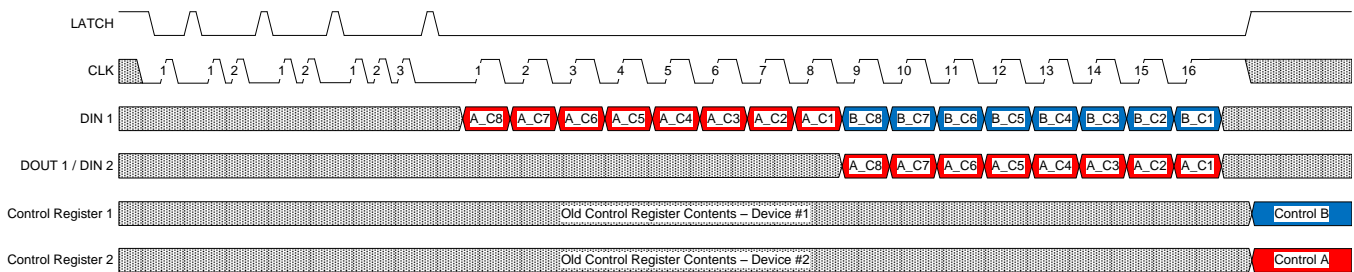 LATCH
CLK 1 1 2 1 2 1 2 3 1 2 3 4 5 6 7 8 9 10 11 12 13 14 15 16
DIN 1 A_C8 A_C7 A_C6 A_C5 A_C4 A_C3 A_C2 A_C1 B_C8 B_C7 B_C6 B_C5 B_C4 B_C3 B_C2 B_C1
DOUT 1 / DIN 2 A_C8 A_C7 A_C6 A_C5 A_C4 A_C3 A_C2 A_C1
Control Register 1 Old Control Register Contents – Device #1 Control B
Control Register 2 Old Control Register Contents – Device #2 Control A